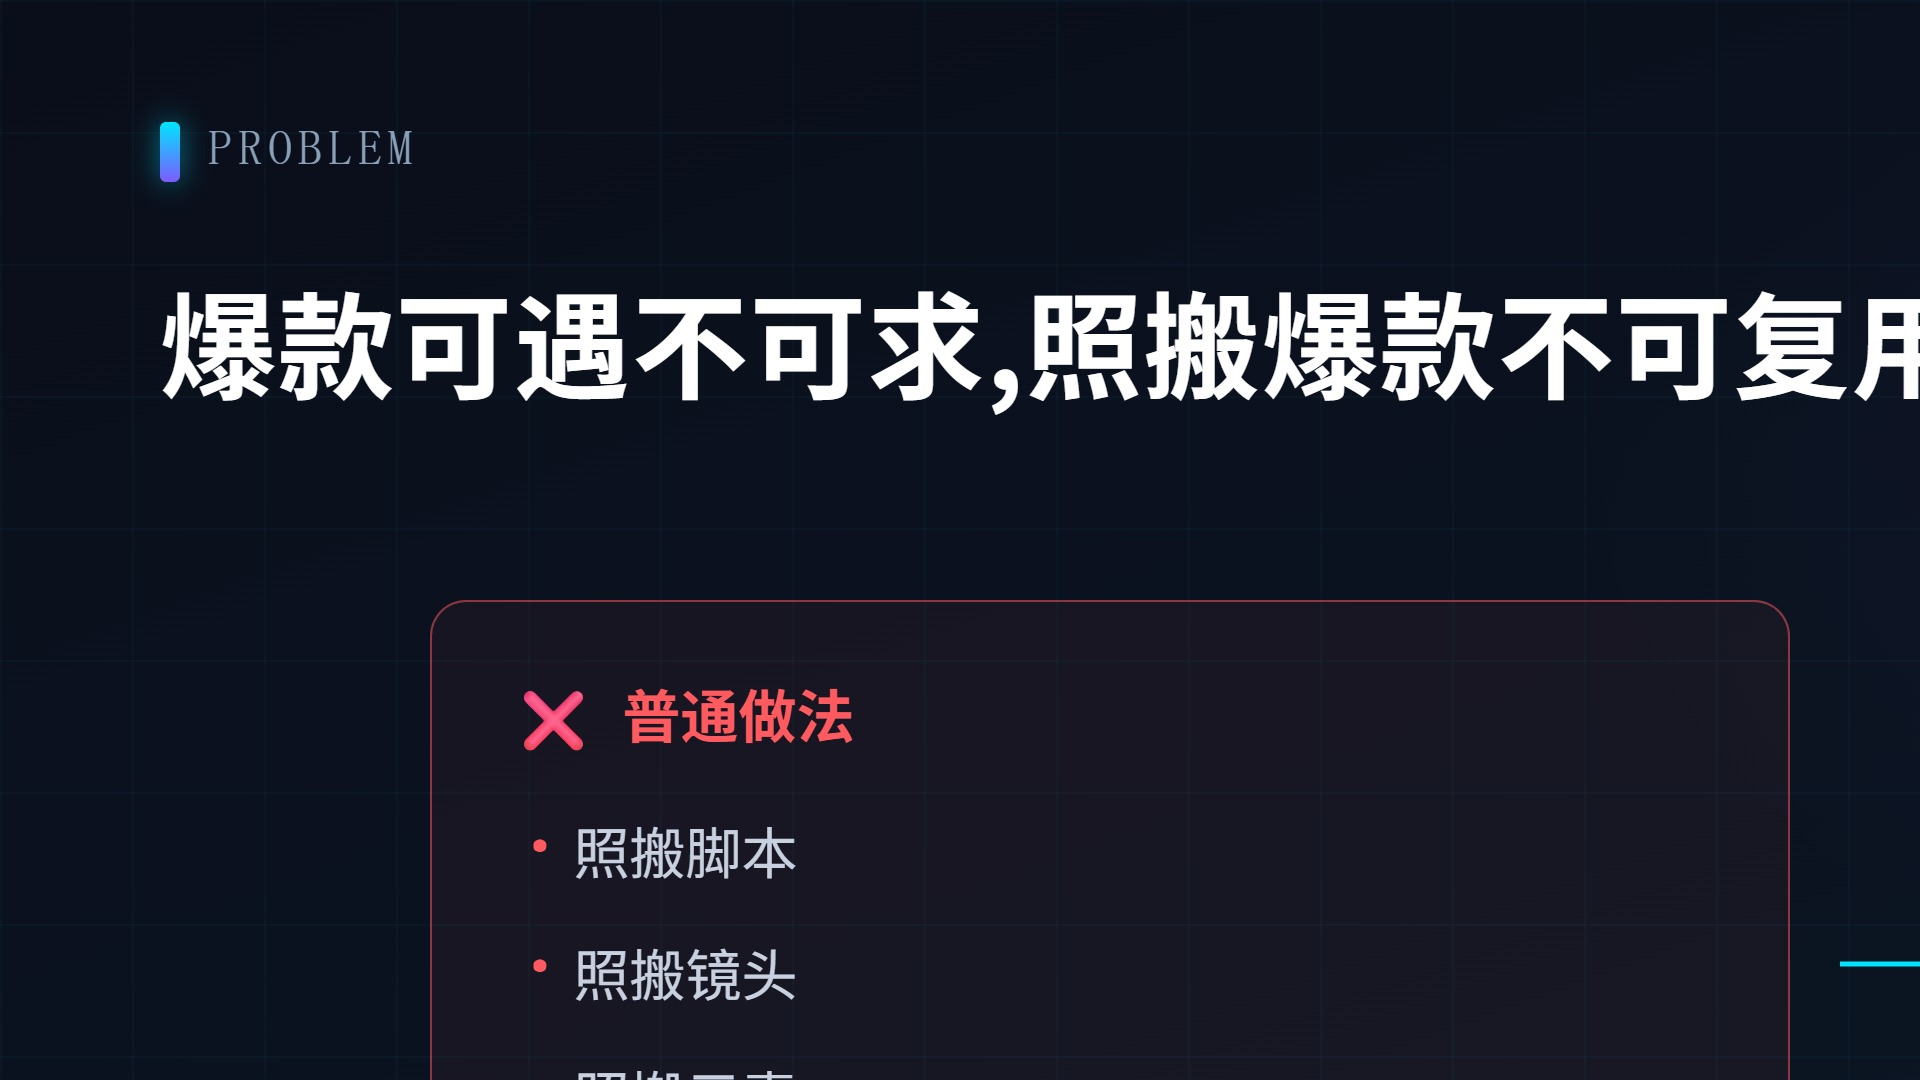 PROBLEM
爆款可遇不可求,照搬爆款不可复用
❌ 普通做法
• 照搬脚本
• 照搬镜头